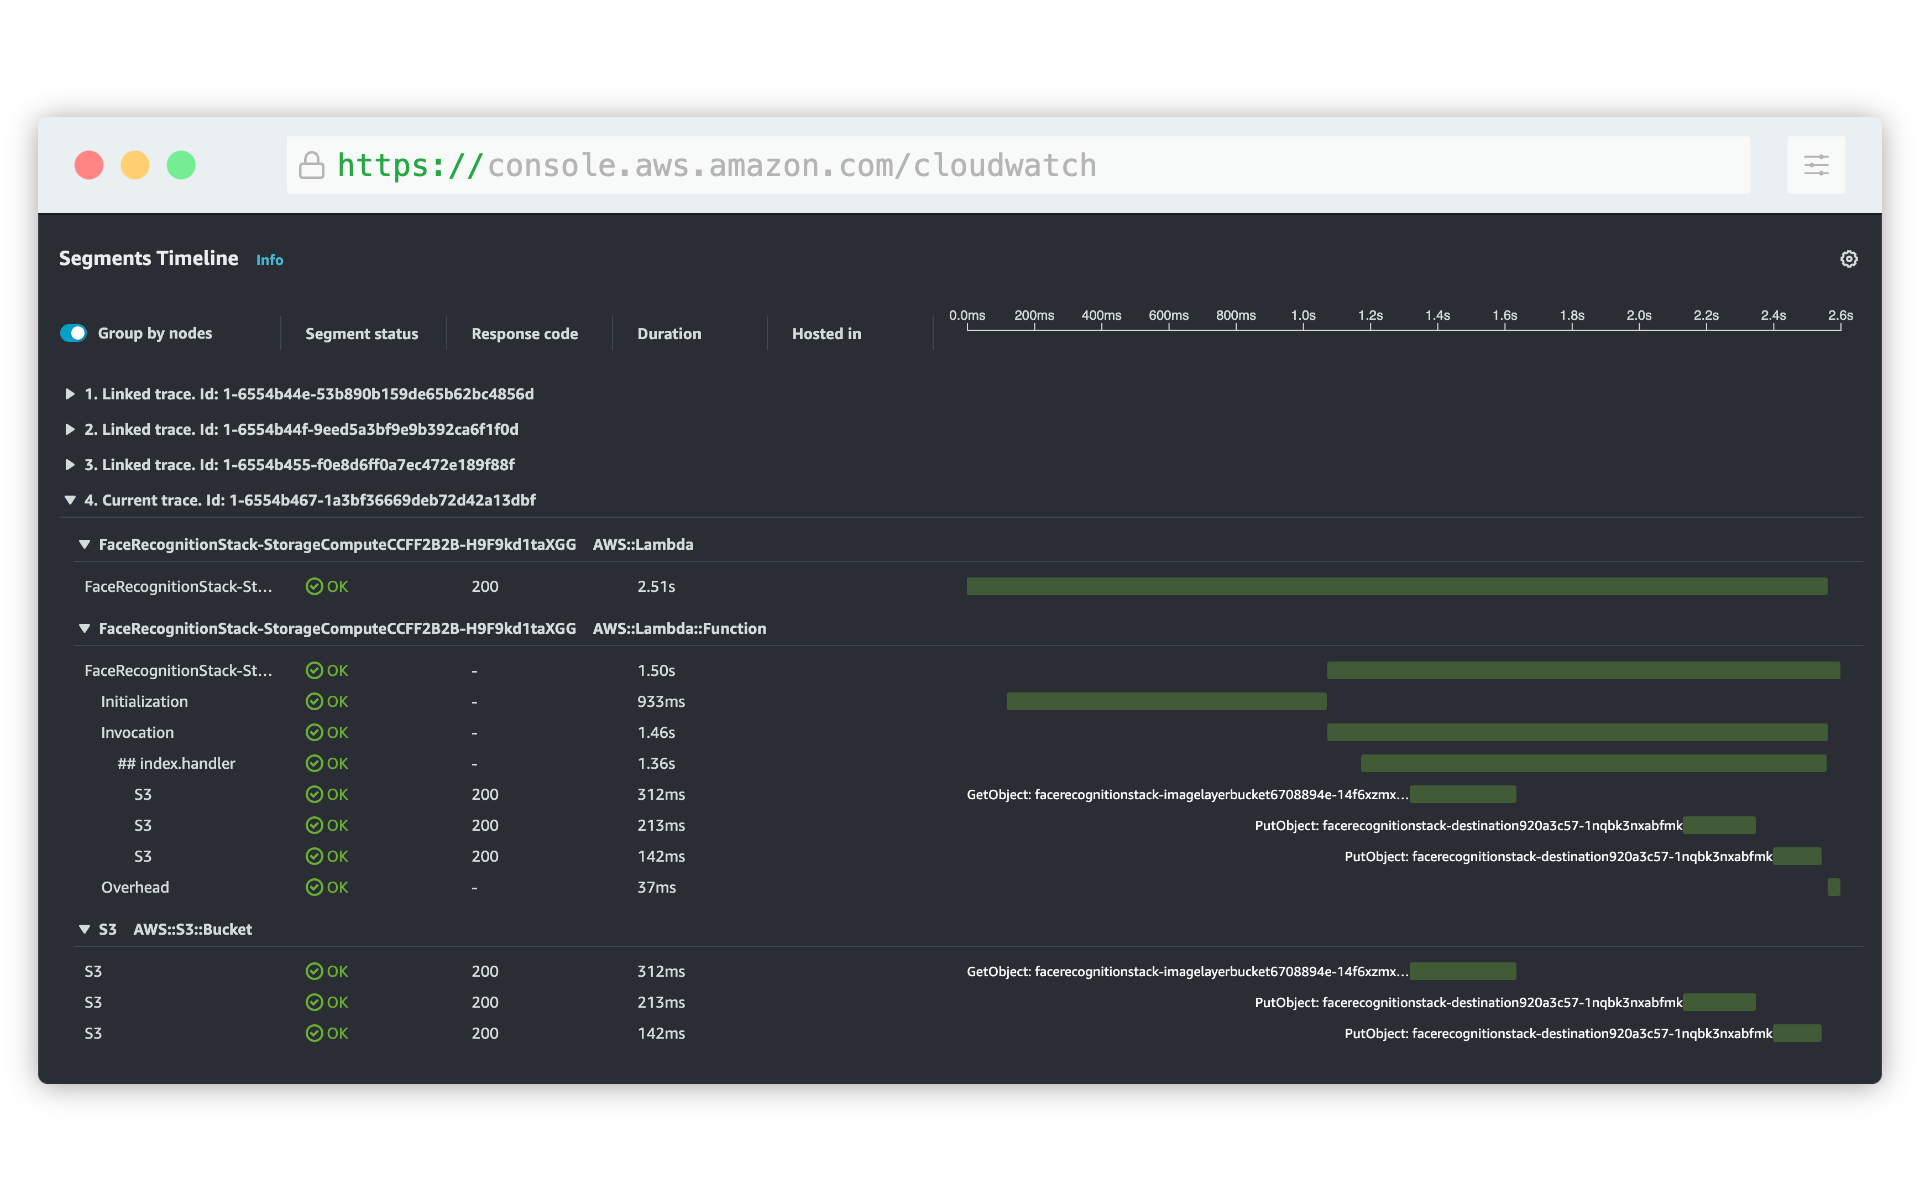 https://console.aws.amazon.com/cloudwatch
Segments Timeline Info
0.0ms 200ms 400ms 600ms 800ms 1.0s 1.2s 1.4s 1.6s 1.8s 2.0s 2.2s 2.4s 2.6s
Group by nodes Segment status Response code Duration Hosted in
1. Linked trace. Id: 1-6554b44e-53b890b159de65b62bc4856d
2. Linked trace. Id: 1-6554b44f-9eed5a3bf9e9b392ca6f1f0d
3. Linked trace. Id: 1-6554b455-f0e8d6ff0a7ec472e189f88f
4. Current trace. Id: 1-6554b467-1a3bf36669deb72d42a13dbf
FaceRecognitionStack-StorageComputeCCFF2B2B-H9F9kd1taXGG AWS::Lambda
FaceRecognitionStack-St... OK 200 2.51s
FaceRecognitionStack-StorageComputeCCFF2B2B-H9F9kd1taXGG AWS::Lambda::Function
FaceRecognitionStack-St... OK - 1.50s
Initialization OK - 933ms
Invocation OK - 1.46s
## index.handler OK - 1.36s
S3 OK 200 312ms GetObject: facerecognitionstack-imagelayerbucket6708894e-14f6xzmx...
S3 OK 200 213ms PutObject: facerecognitionstack-destination920a3c57-1nqbk3nxabfmk
S3 OK 200 142ms PutObject: facerecognitionstack-destination920a3c57-1nqbk3nxabfmk
Overhead OK - 37ms
S3 AWS::S3::Bucket
S3 OK 200 312ms GetObject: facerecognitionstack-imagelayerbucket6708894e-14f6xzmx...
S3 OK 200 213ms PutObject: facerecognitionstack-destination920a3c57-1nqbk3nxabfmk
S3 OK 200 142ms PutObject: facerecognitionstack-destination920a3c57-1nqbk3nxabfmk